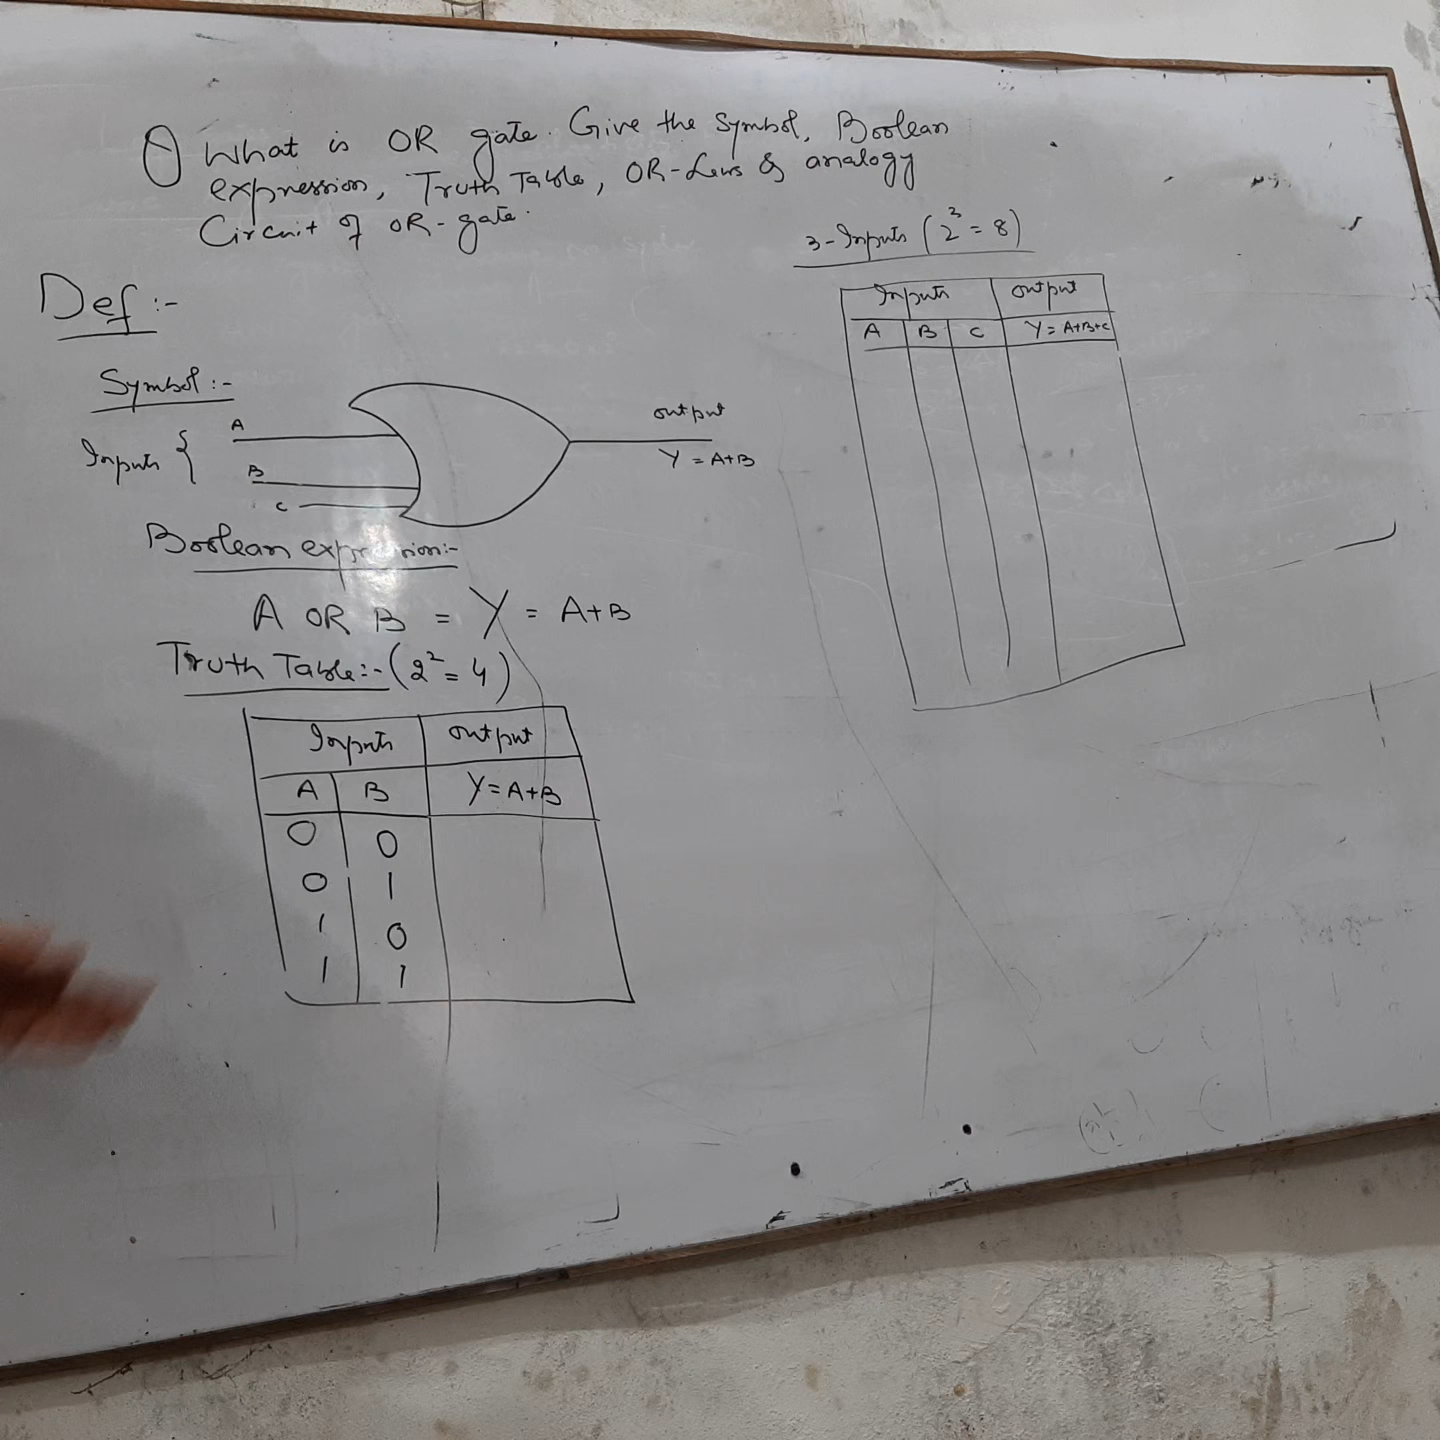 Q What is OR gate. Give the symbol, Boolean
expression, Truth Table, OR-Laws & analogy
Circuit of OR-gate.
Def:-
Symbol:-
Inputs {
A
B
C
output
Y = A+B
Boolean expression:-
A OR B = Y = A+B
Truth Table:- (2² = 4)
Inputs output
A B Y = A+B
0 0
0 1
1 0
1 1
3-Inputs (2³ = 8)
Inputs output
A B C Y = A+B+C